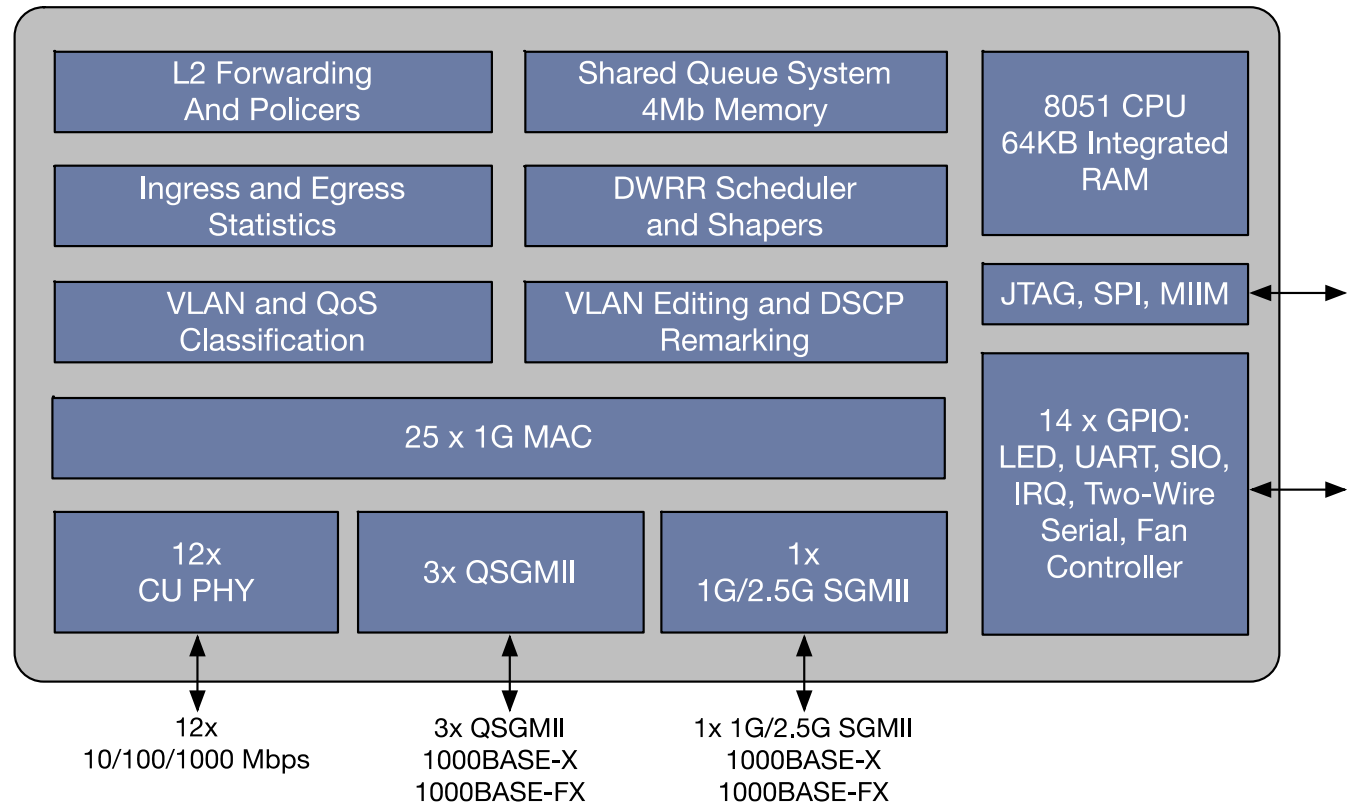 L2 Forwarding
And Policers
Shared Queue System
4Mb Memory
8051 CPU
64KB Integrated
RAM
Ingress and Egress
Statistics
DWRR Scheduler
and Shapers
JTAG, SPI, MIIM
VLAN and QoS
Classification
VLAN Editing and DSCP
Remarking
25 x 1G MAC
14 x GPIO:
LED, UART, SIO,
IRQ, Two-Wire
Serial, Fan
Controller
12x
CU PHY
3x QSGMII
1x
1G/2.5G SGMII
12x
10/100/1000 Mbps
3x QSGMII
1000BASE-X
1000BASE-FX
1x 1G/2.5G SGMII
1000BASE-X
1000BASE-FX